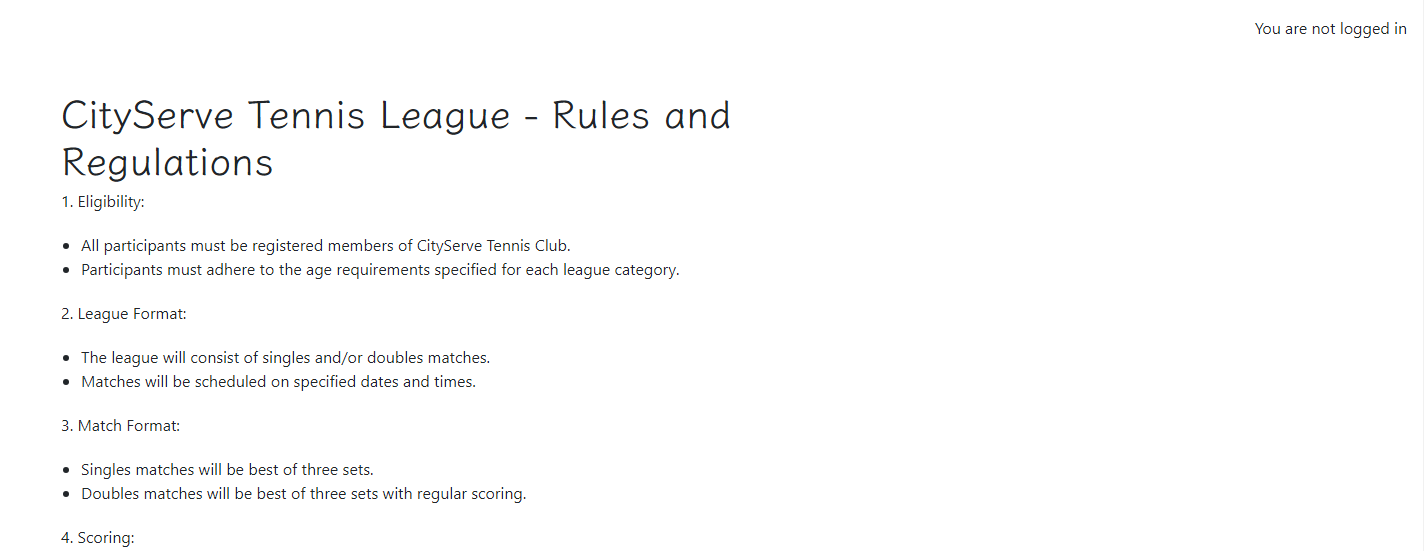 You are not logged in
CityServe Tennis League - Rules and
Regulations
1. Eligibility:
• All participants must be registered members of CityServe Tennis Club.
• Participants must adhere to the age requirements specified for each league category.
2. League Format:
• The league will consist of singles and/or doubles matches.
• Matches will be scheduled on specified dates and times.
3. Match Format:
• Singles matches will be best of three sets.
• Doubles matches will be best of three sets with regular scoring.
4. Scoring: